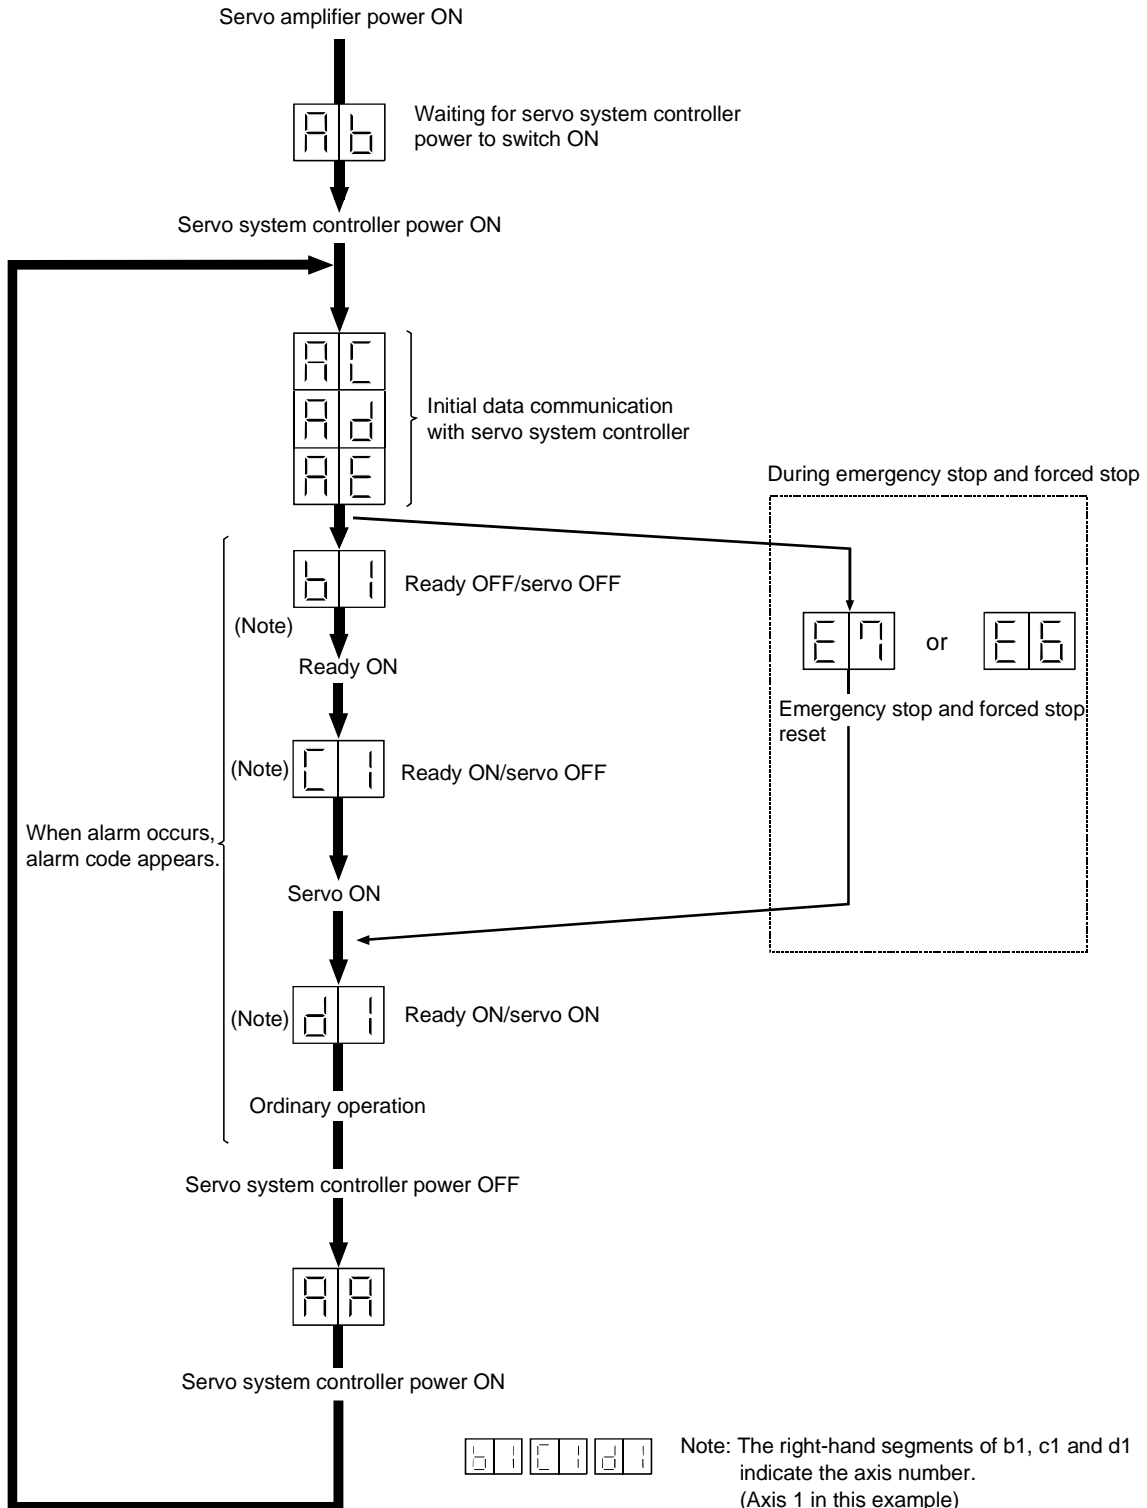 Servo amplifier power ON
Ab
Waiting for servo system controller
power to switch ON
Servo system controller power ON
AC
Ad
AE
Initial data communication
with servo system controller
During emergency stop and forced stop
b1
Ready OFF/servo OFF
(Note)
Ready ON
E7 or E6
Emergency stop and forced stop
reset
(Note)
C1
Ready ON/servo OFF
When alarm occurs,
alarm code appears.
Servo ON
(Note)
d1
Ready ON/servo ON
Ordinary operation
Servo system controller power OFF
AA
Servo system controller power ON
b1 C1 d1
Note: The right-hand segments of b1, c1 and d1
indicate the axis number.
(Axis 1 in this example)